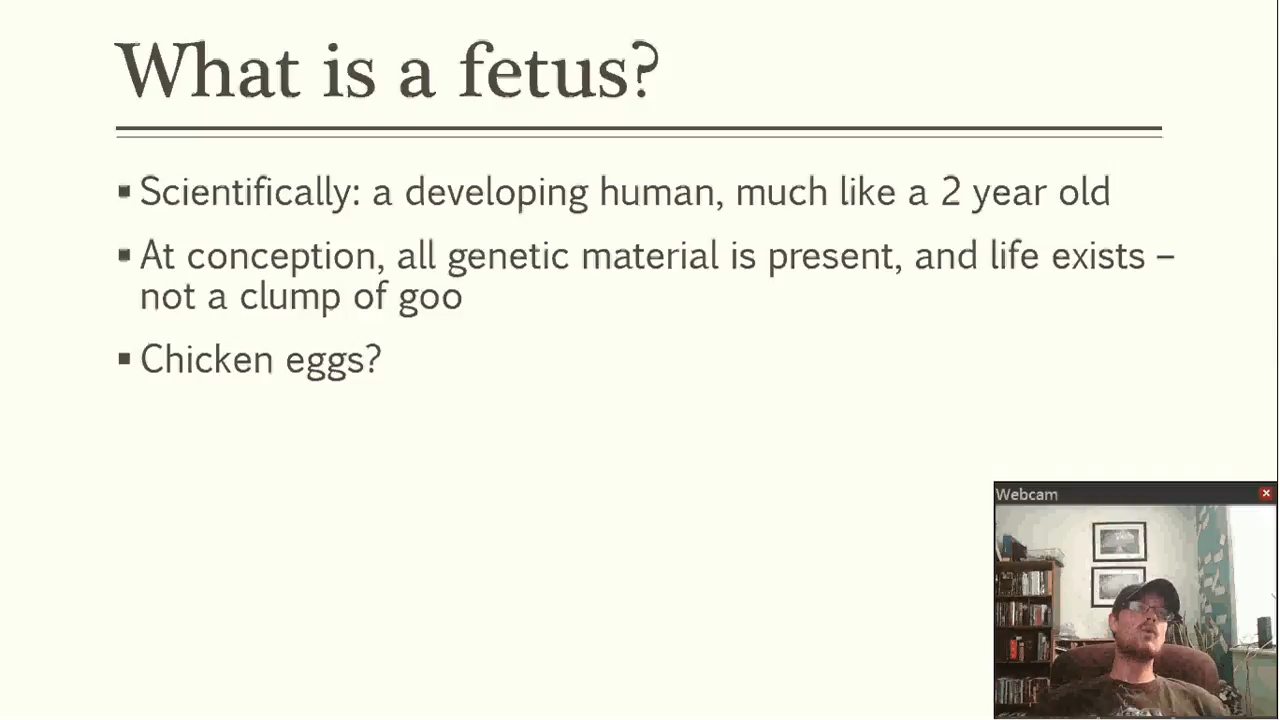 What is a fetus?
▪ Scientifically: a developing human, much like a 2 year old
▪ At conception, all genetic material is present, and life exists –
not a clump of goo
▪ Chicken eggs?
Webcam